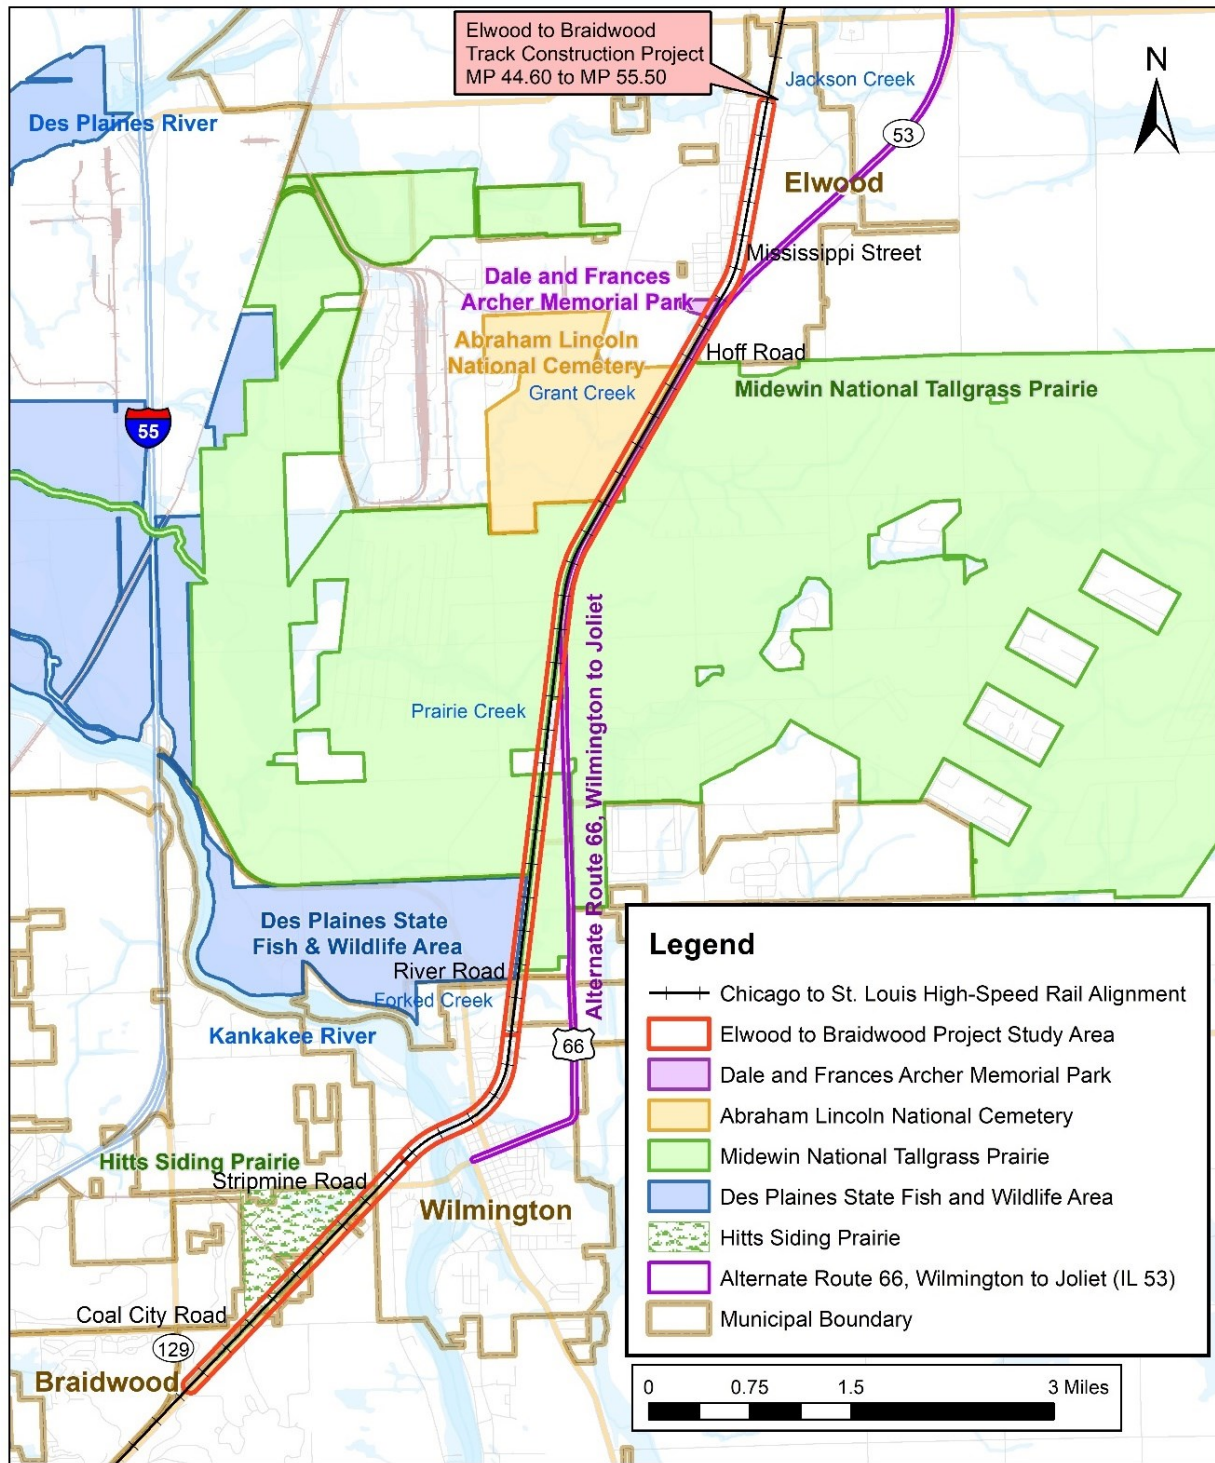 Elwood to Braidwood
Track Construction Project
MP 44.60 to MP 55.50
Jackson Creek
N
Des Plaines River
53
Elwood
Mississippi Street
Dale and Frances
Archer Memorial Park
Abraham Lincoln
National Cemetery
Hoff Road
Grant Creek
Midewin National Tallgrass Prairie
55
Alternate Route 66, Wilmington to Joliet
Prairie Creek
Des Plaines State
Fish & Wildlife Area
River Road
Forked Creek
Kankakee River
66
Hitts Siding Prairie
Stripmine Road
Wilmington
Coal City Road
129
Braidwood
Legend
Chicago to St. Louis High-Speed Rail Alignment
Elwood to Braidwood Project Study Area
Dale and Frances Archer Memorial Park
Abraham Lincoln National Cemetery
Midewin National Tallgrass Prairie
Des Plaines State Fish and Wildlife Area
Hitts Siding Prairie
Alternate Route 66, Wilmington to Joliet (IL 53)
Municipal Boundary
0 0.75 1.5 3 Miles